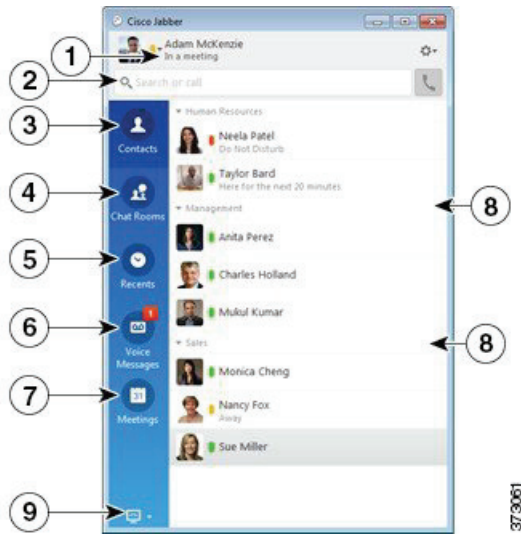 Cisco Jabber
1
Adam McKenzie
In a meeting
2
Search or call
3
Contacts
Human Resources
Neela Patel
Do Not Disturb
4
Chat Rooms
Taylor Bard
Here for the next 20 minutes
Management
8
Anita Perez
5
Recents
Charles Holland
6
1
Voice
Messages
Mukul Kumar
Sales
8
7
31
Meetings
Monica Cheng
Nancy Fox
Away
Sue Miller
9
373061